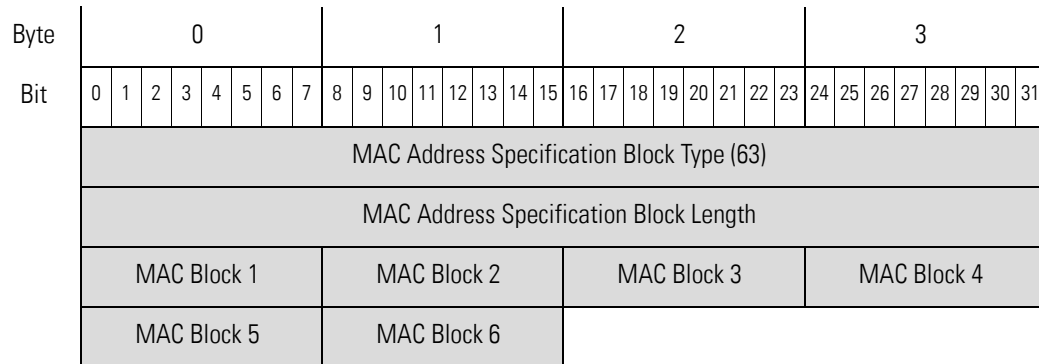 Byte 0 1 2 3
Bit 0 1 2 3 4 5 6 7 8 9 10 11 12 13 14 15 16 17 18 19 20 21 22 23 24 25 26 27 28 29 30 31
MAC Address Specification Block Type (63)
MAC Address Specification Block Length
MAC Block 1 MAC Block 2 MAC Block 3 MAC Block 4
MAC Block 5 MAC Block 6